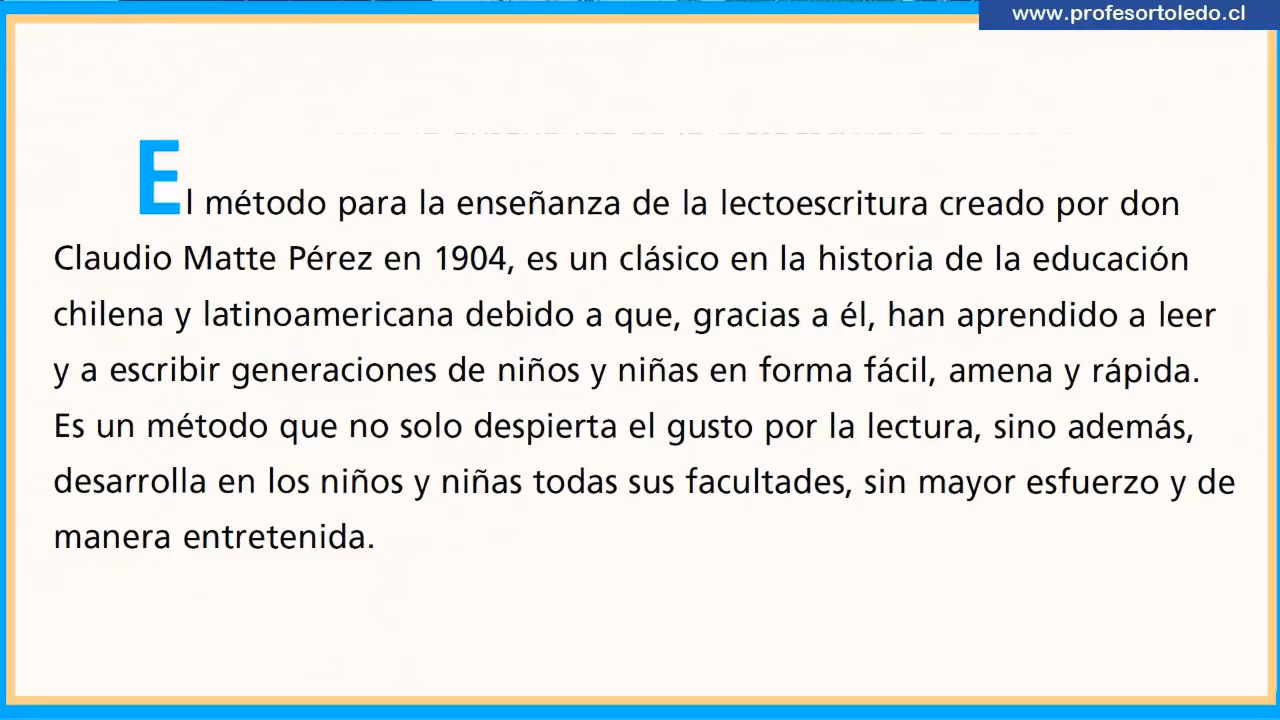 www.profesortoledo.cl
El método para la enseñanza de la lectoescritura creado por don
Claudio Matte Pérez en 1904, es un clásico en la historia de la educación
chilena y latinoamericana debido a que, gracias a él, han aprendido a leer
y a escribir generaciones de niños y niñas en forma fácil, amena y rápida.
Es un método que no solo despierta el gusto por la lectura, sino además,
desarrolla en los niños y niñas todas sus facultades, sin mayor esfuerzo y de
manera entretenida.